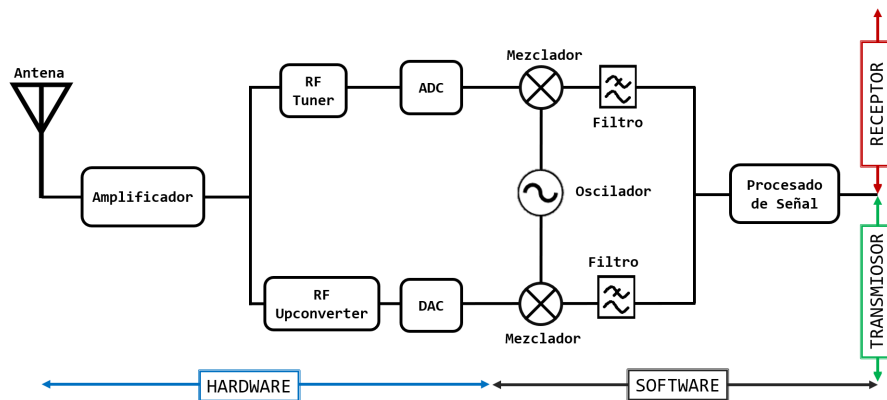 Antena
Amplificador
RF
Tuner
ADC
Mezclador
Filtro
Oscilador
RF
Upconverter
DAC
Mezclador
Filtro
Procesado
de Señal
RECEPTOR
TRANSMIOSOR
HARDWARE
SOFTWARE